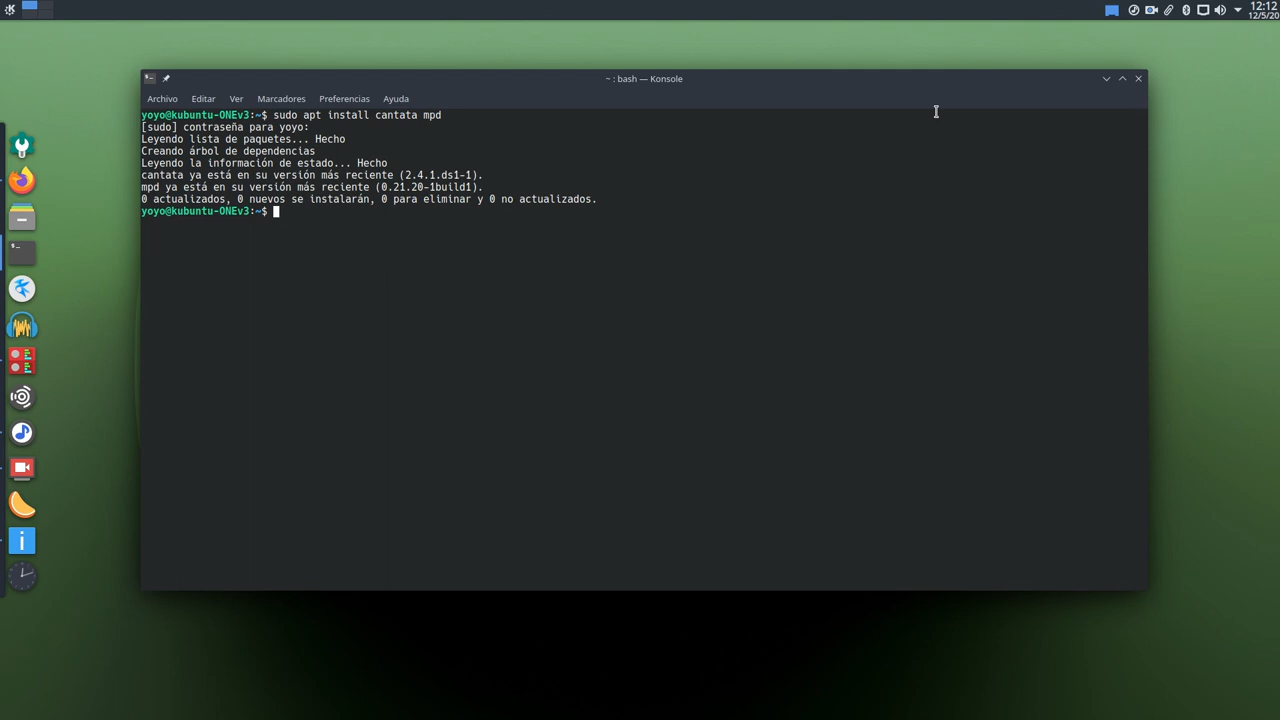 12:12
12/5/20
~ : bash — Konsole
Archivo Editar Ver Marcadores Preferencias Ayuda
yoyo@kubuntu-ONEv3:~$ sudo apt install cantata mpd
[sudo] contraseña para yoyo:
Leyendo lista de paquetes... Hecho
Creando árbol de dependencias
Leyendo la información de estado... Hecho
cantata ya está en su versión más reciente (2.4.1.ds1-1).
mpd ya está en su versión más reciente (0.21.20-1build1).
0 actualizados, 0 nuevos se instalarán, 0 para eliminar y 0 no actualizados.
yoyo@kubuntu-ONEv3:~$